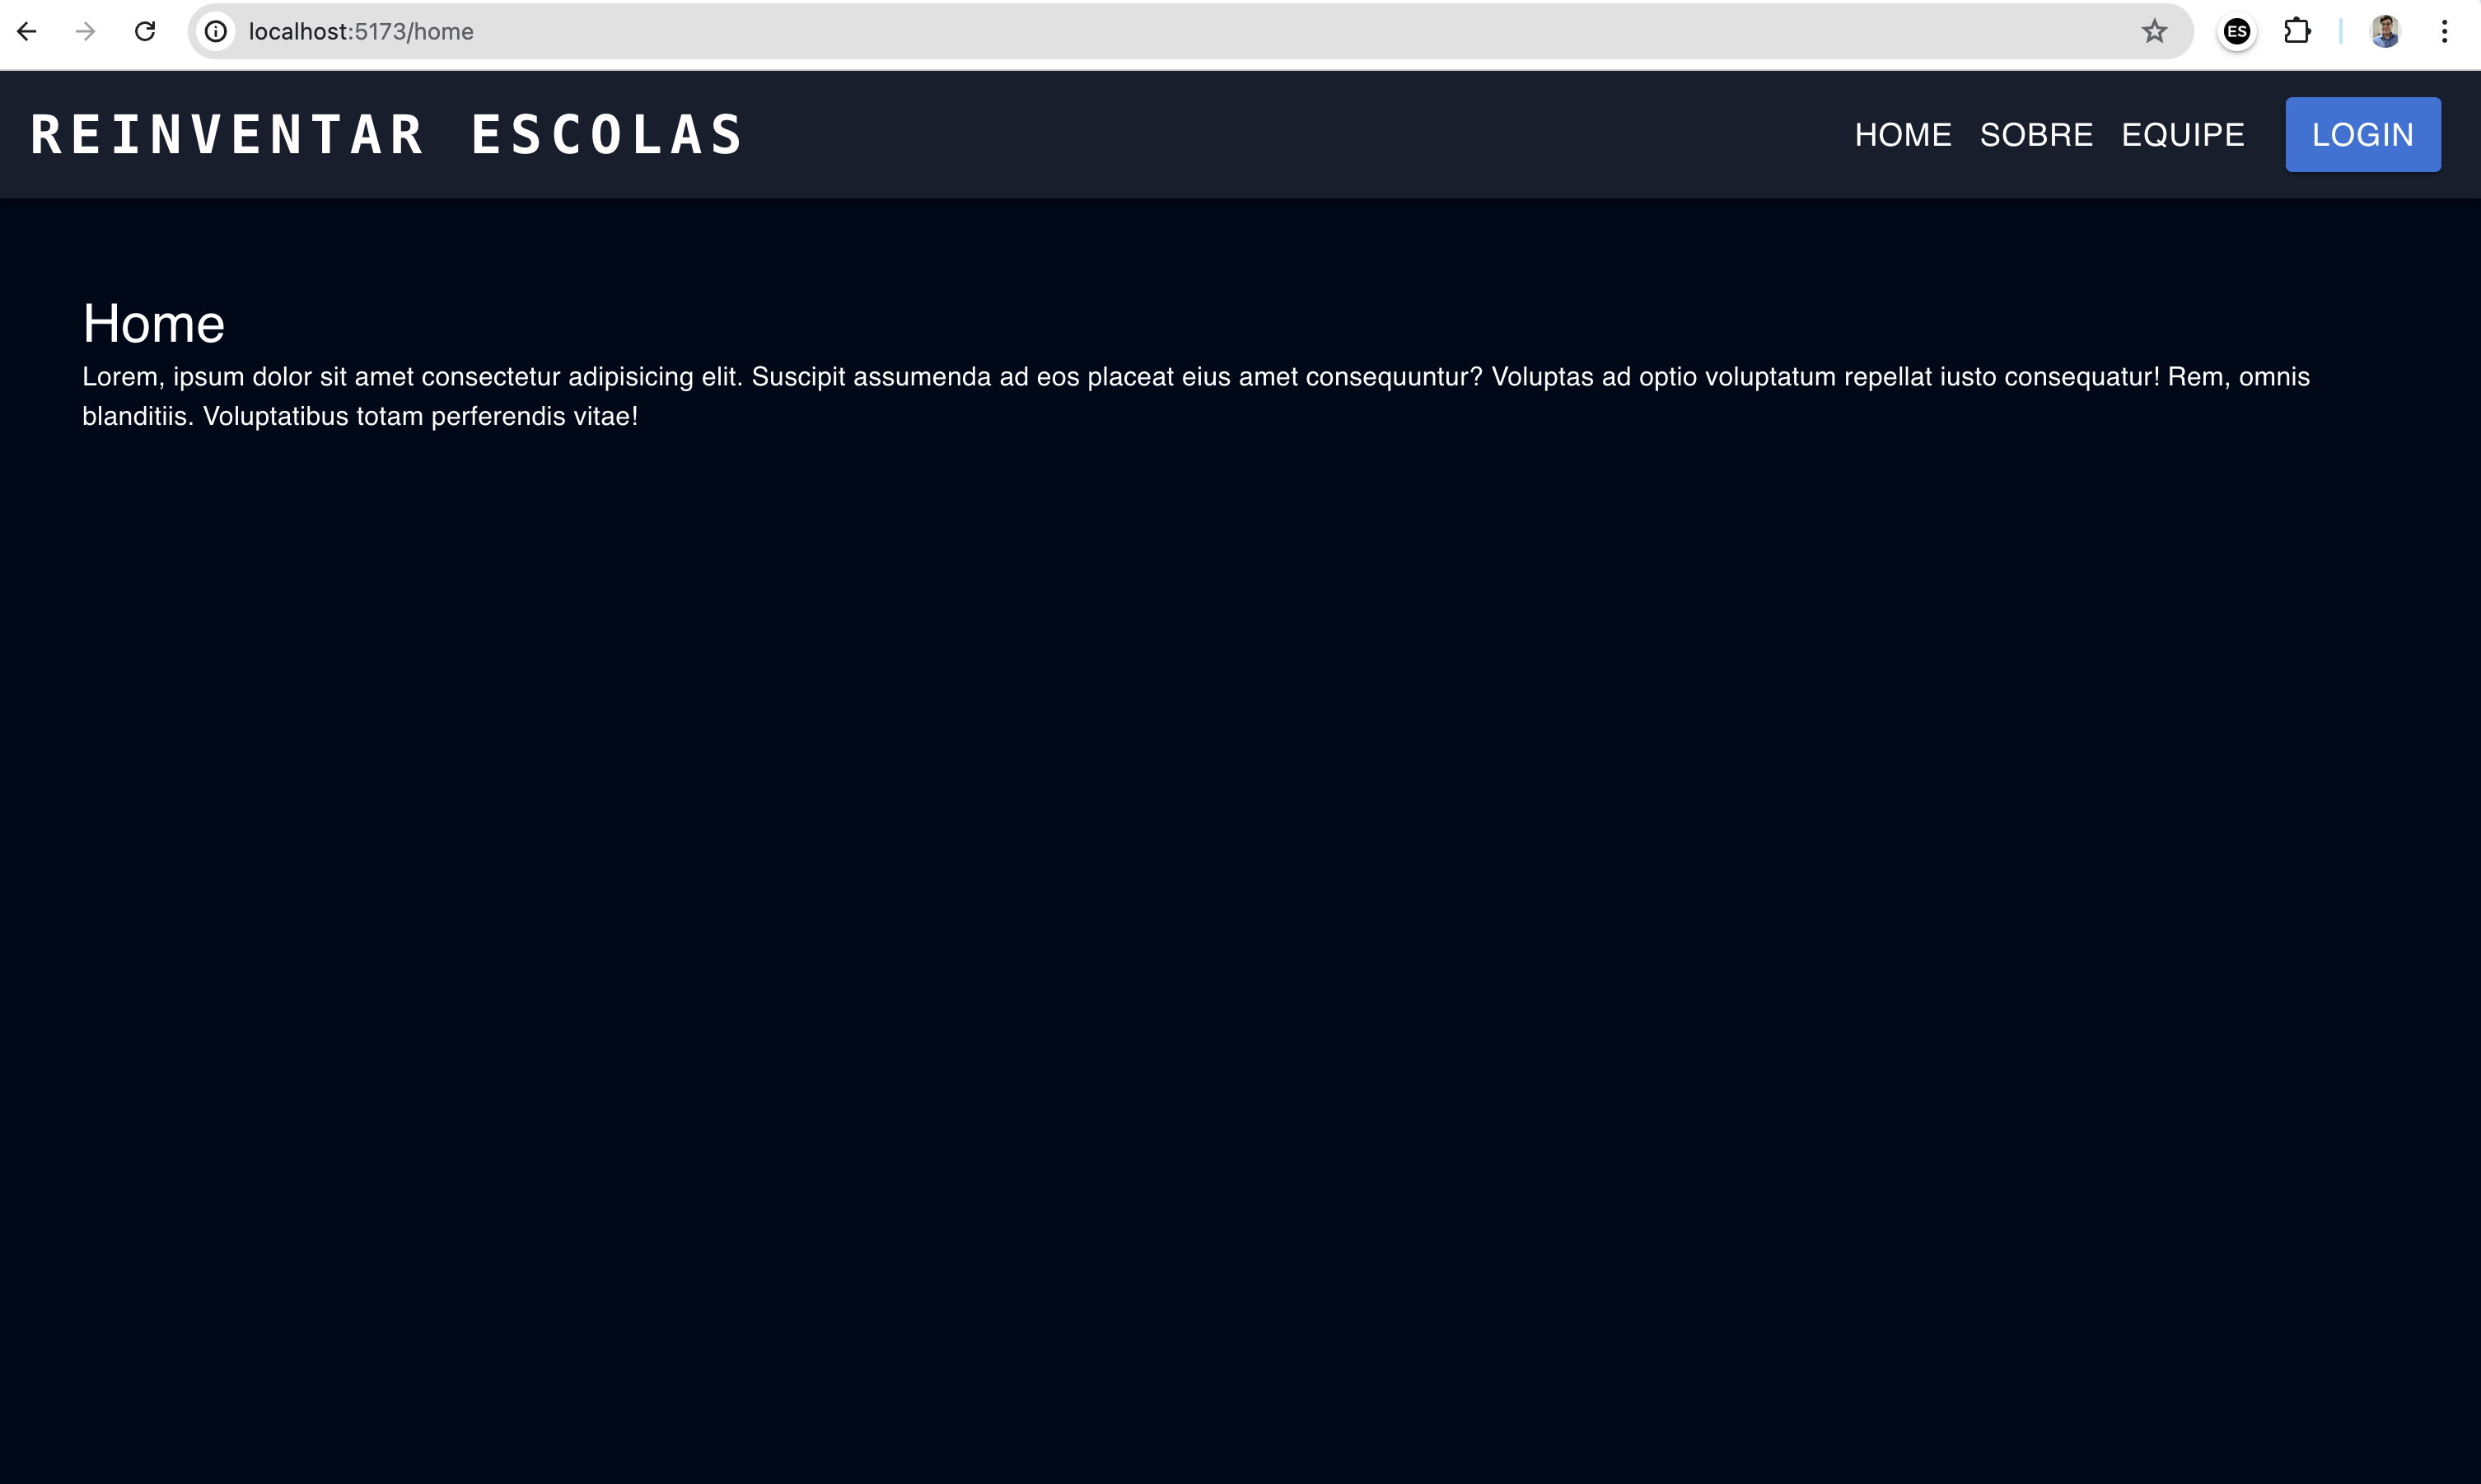 localhost:5173/home
ES
REINVENTAR ESCOLAS
HOME SOBRE EQUIPE LOGIN
Home
Lorem, ipsum dolor sit amet consectetur adipisicing elit. Suscipit assumenda ad eos placeat eius amet consequuntur? Voluptas ad optio voluptatum repellat iusto consequatur! Rem, omnis
blanditiis. Voluptatibus totam perferendis vitae!